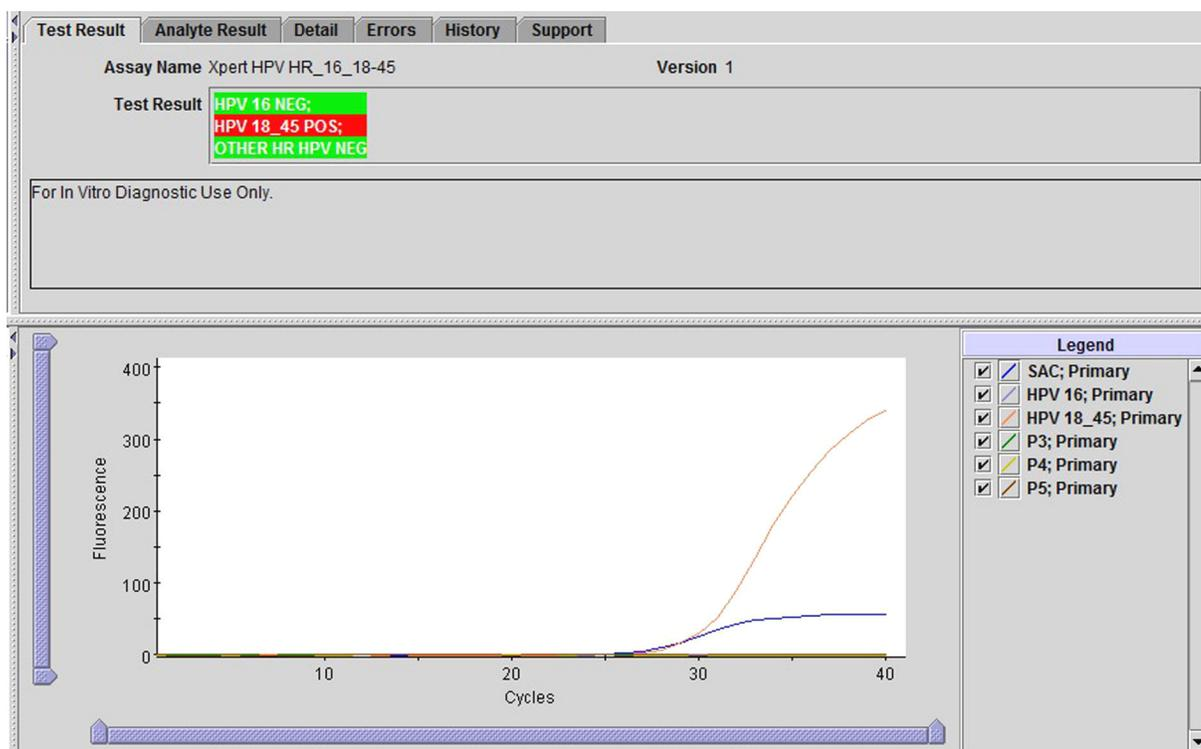 Test Result Analyte Result Detail Errors History Support
Assay Name Xpert HPV HR_16_18-45 Version 1
Test Result HPV 16 NEG;
HPV 18_45 POS;
OTHER HR HPV NEG
For In Vitro Diagnostic Use Only.
Legend
SAC; Primary
HPV 16; Primary
HPV 18_45; Primary
P3; Primary
P4; Primary
P5; Primary
400
300
200
100
0
Fluorescence
10 20 30 40
Cycles